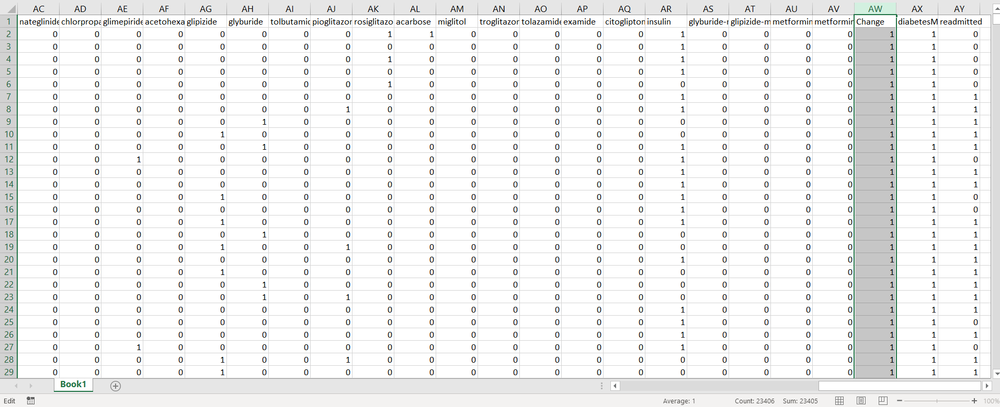 AC AD AE AF AG AH AI AJ AK AL AM AN AO AP AQ AR AS AT AU AV AW AX AY
1 nateglinide chlorpropa glimepiride acetohexa glipizide glyburide tolbutamid pioglitazon rosiglitazo acarbose miglitol troglitazon tolazamide examide citoglipton insulin glyburide-m glipizide-m metformin metformin Change diabetesM readmitted
2 0 0 0 0 0 0 0 0 1 1 0 0 0 0 0 1 0 0 0 0 1 1 0
3 0 0 0 0 0 0 0 0 0 0 0 0 0 0 0 1 0 0 0 0 1 1 0
4 0 0 0 0 0 0 0 0 1 0 0 0 0 0 0 1 0 0 0 0 1 1 0
5 0 0 0 0 0 0 0 0 0 0 0 0 0 0 0 1 0 0 0 0 1 1 0
6 0 0 0 0 0 0 0 0 1 0 0 0 0 0 0 0 0 0 0 0 1 1 0
7 0 0 0 0 0 0 0 0 0 0 0 0 0 0 0 1 0 0 0 0 1 1 1
8 0 0 0 0 0 0 0 1 0 0 0 0 0 0 0 1 0 0 0 0 1 1 1
9 0 0 0 0 0 1 0 0 0 0 0 0 0 0 0 0 0 0 0 0 1 1 1
10 0 0 0 0 1 0 0 0 0 0 0 0 0 0 0 0 0 0 0 0 1 1 1
11 0 0 0 0 0 1 0 0 0 0 0 0 0 0 0 1 0 0 0 0 1 1 1
12 0 0 1 0 0 0 0 0 0 0 0 0 0 0 0 1 0 0 0 0 1 1 0
13 0 0 0 0 0 0 0 0 0 0 0 0 0 0 0 1 0 0 0 0 1 1 1
14 0 0 0 0 0 0 0 0 0 0 0 0 0 0 0 1 0 0 0 0 1 1 1
15 0 0 0 0 1 0 0 0 0 0 0 0 0 0 0 1 0 0 0 0 1 1 0
16 0 0 0 0 0 0 0 0 0 0 0 0 0 0 0 1 0 0 0 0 1 1 0
17 0 0 0 0 1 0 0 0 0 0 0 0 0 0 0 1 0 0 0 0 1 1 1
18 0 0 0 0 0 1 0 0 0 0 0 0 0 0 0 0 0 0 0 0 1 1 1
19 0 0 0 0 1 0 0 1 0 0 0 0 0 0 0 0 0 0 0 0 1 1 1
20 0 0 0 0 0 0 0 0 0 0 0 0 0 0 0 1 0 0 0 0 1 1 1
21 0 0 0 0 1 0 0 0 0 0 0 0 0 0 0 0 0 0 0 0 1 1 1
22 0 0 0 0 0 1 0 0 0 0 0 0 0 0 0 0 0 0 0 0 1 1 1
23 0 0 0 0 0 1 0 1 0 0 0 0 0 0 0 0 0 0 0 0 1 1 1
24 0 0 0 0 0 0 0 0 0 0 0 0 0 0 0 1 0 0 0 0 1 1 1
25 0 0 0 0 0 0 0 0 0 0 0 0 0 0 0 1 0 0 0 0 1 1 0
26 0 0 0 0 0 0 0 0 0 0 0 0 0 0 0 1 0 0 0 0 1 1 1
27 0 0 1 0 0 0 0 0 0 0 0 0 0 0 0 1 0 0 0 0 1 1 0
28 0 0 0 0 1 0 0 1 0 0 0 0 0 0 0 0 0 0 0 0 1 1 1
29 0 0 0 0 1 0 0 0 0 0 0 0 0 0 0 0 0 0 0 0 1 1 1
Book1
Edit Average: 1 Count: 23406 Sum: 23405 100%